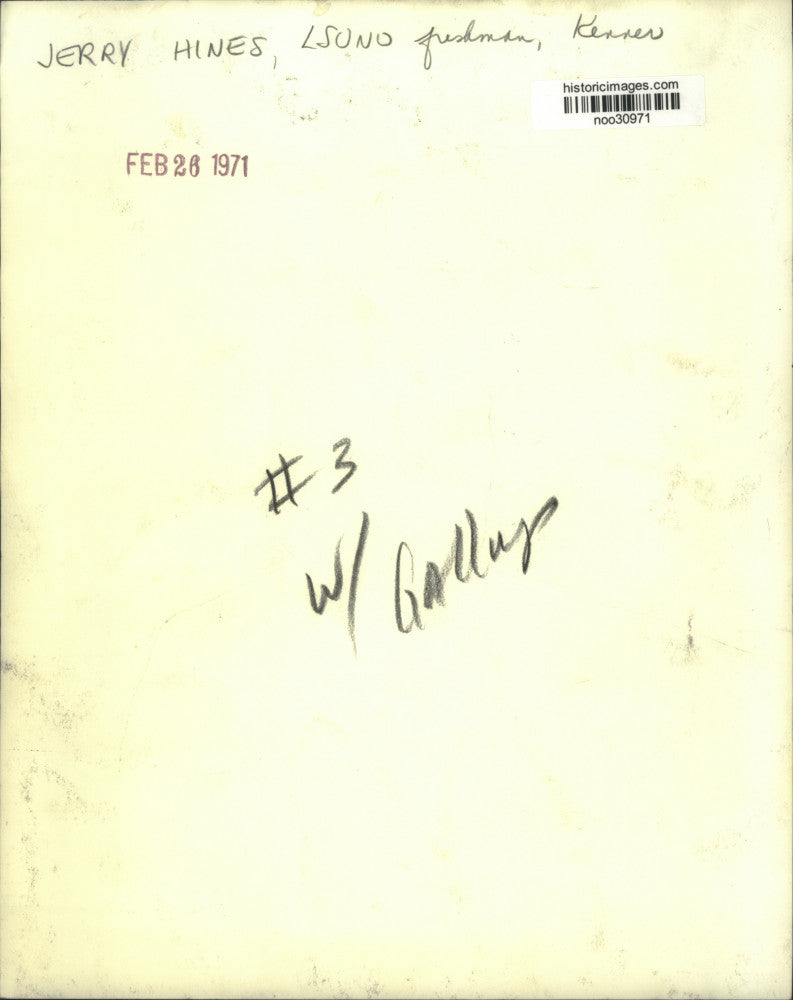 JERRY HINES, LSUNO freshman, Kenner
historicimages.com
noo30971
FEB 26 1971
#3
w/ Gallup